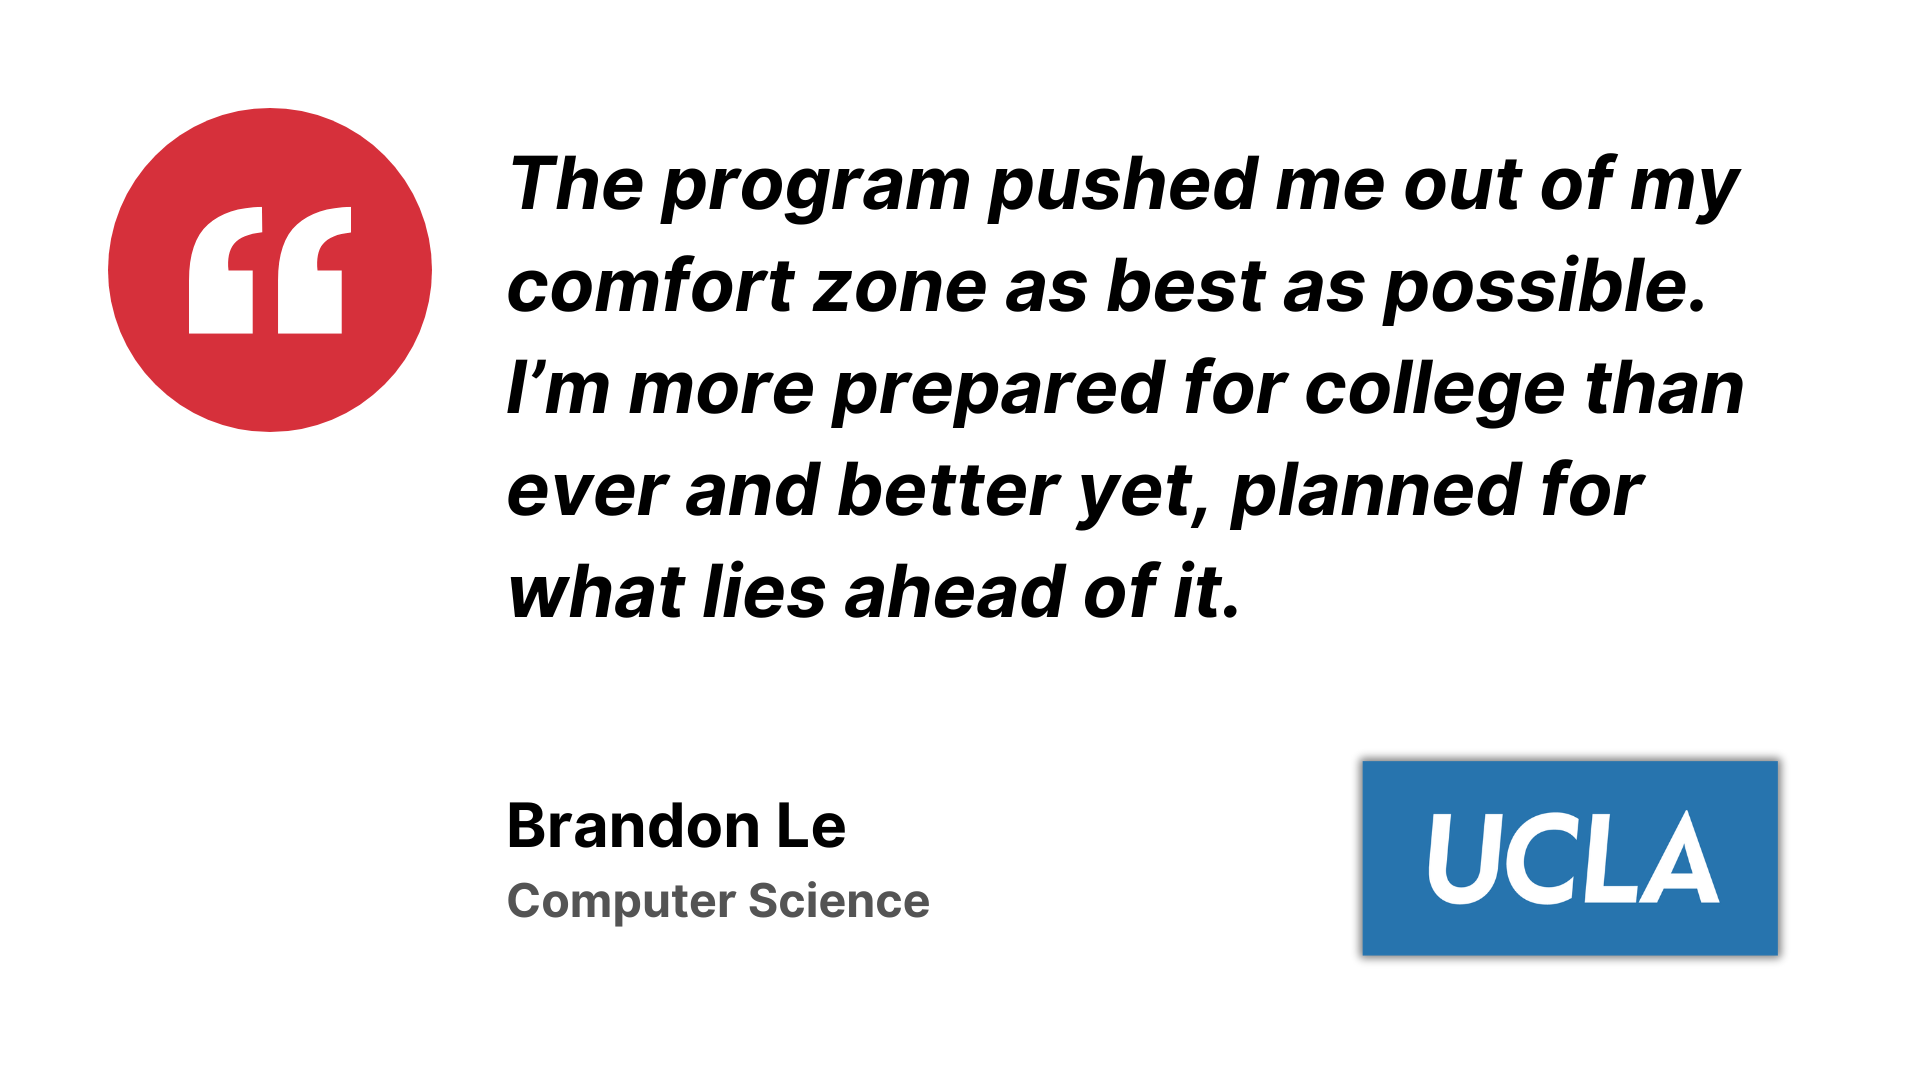 The program pushed me out of my
comfort zone as best as possible.
I’m more prepared for college than
ever and better yet, planned for
what lies ahead of it.
Brandon Le
Computer Science
UCLA